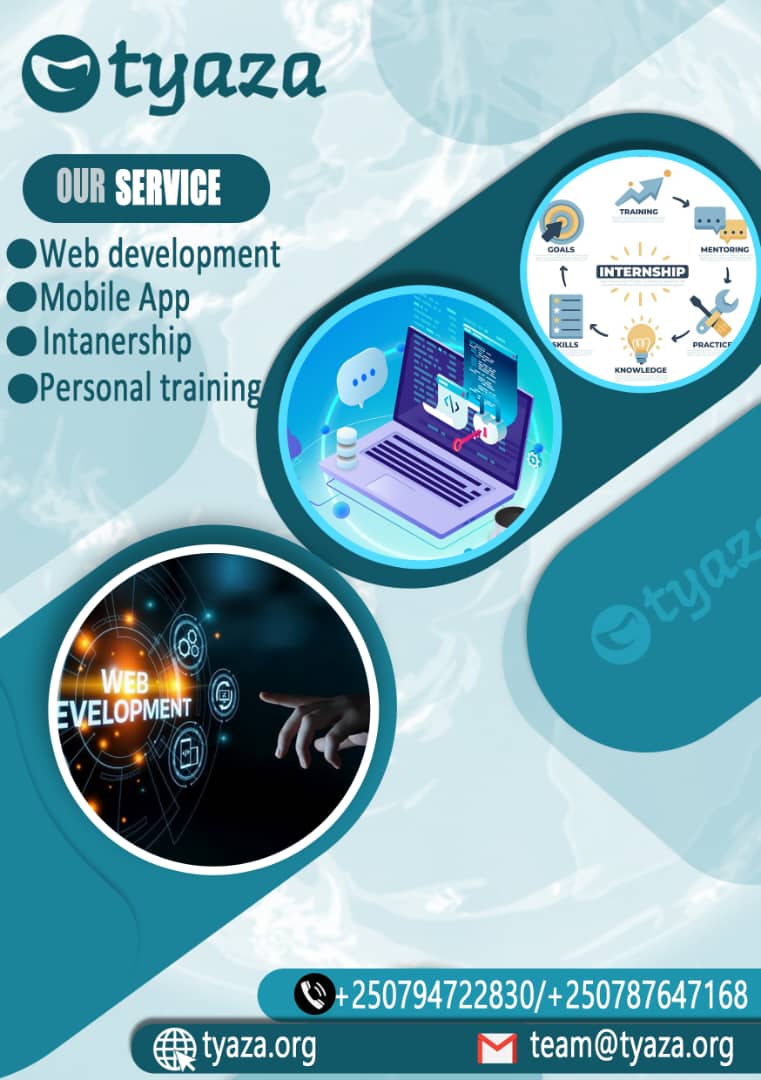 tyaza
OUR SERVICE
Web development
Mobile App
Intanership
Personal training
TRAINING
GOALS
MENTORING
INTERNSHIP
SKILLS
PRACTICE
KNOWLEDGE
</>
tyaz
WEB
EVELOPMENT
</>
+250794722830/+250787647168
tyaza.org
team@tyaza.org